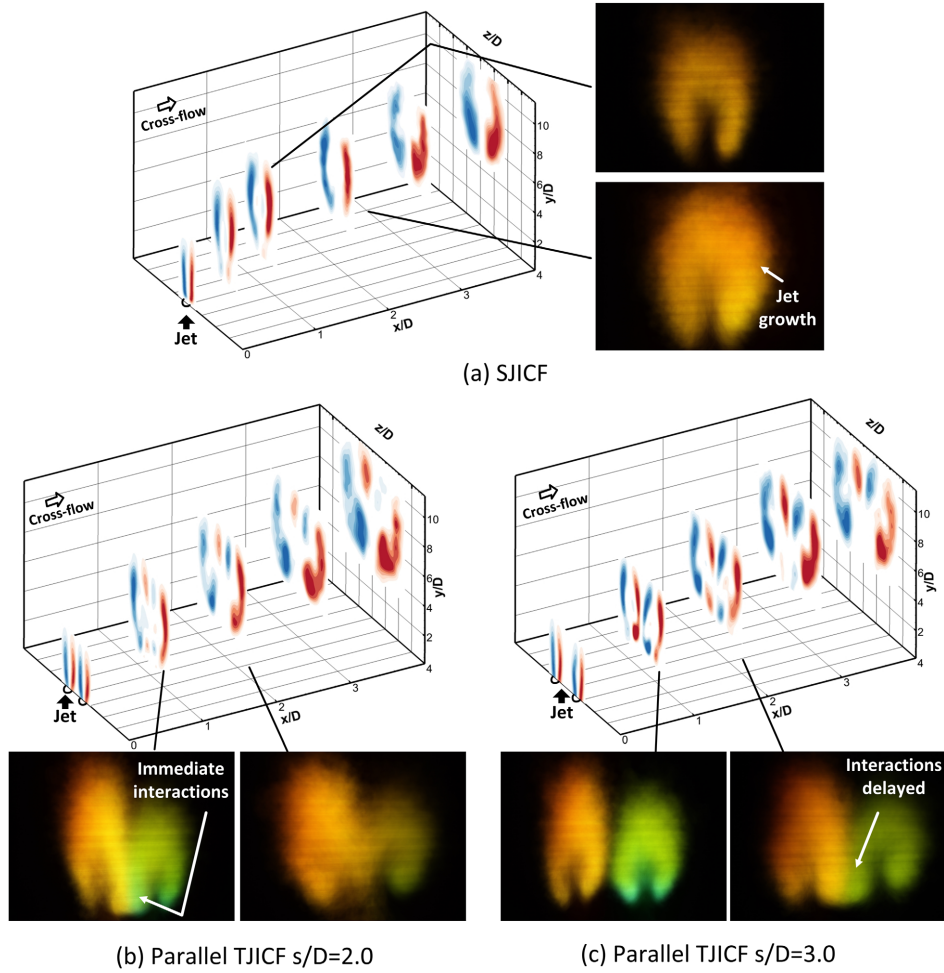 z/D
Cross-flow
10
8
6
y/D
4
2
4
3
2
x/D
1
0
Jet
Jet
growth
(a) SJICF
z/D
Cross-flow
10
8
6
y/D
4
2
4
3
2
x/D
1
0
Jet
Immediate
interactions
(b) Parallel TJICF s/D=2.0
z/D
Cross-flow
10
8
6
y/D
4
2
4
3
2
x/D
1
0
Jet
Interactions
delayed
(c) Parallel TJICF s/D=3.0